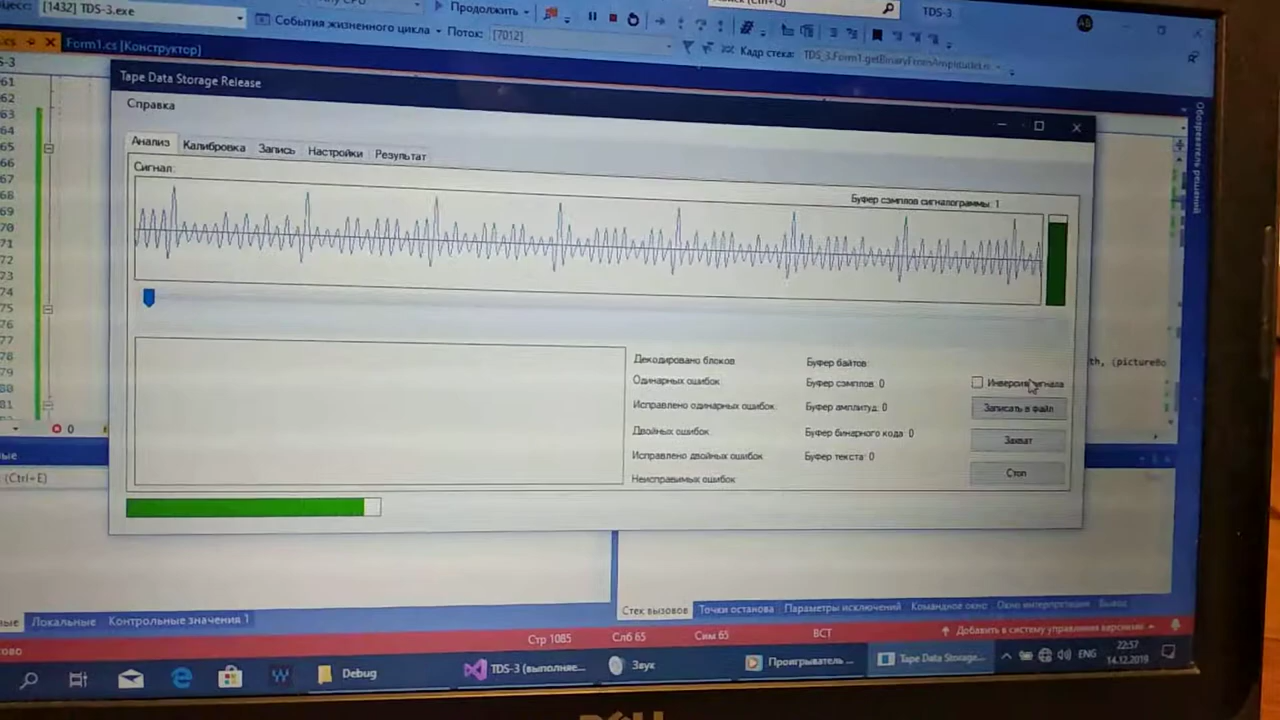 [1432] TDS-3.exe
Продолжить
TDS-3
События жизненного цикла
Поток:
[7012]
Кадр стека:
Form1.cs [Конструктор]
Tape Data Storage Release
Справка
Анализ
Калибровка
Запись
Настройки
Результат
Сигнал:
Буфер сэмплов сигналограммы: 1
Декодировано блоков
Одинарных ошибок
Исправлено одинарных ошибок
Двойных ошибок
Исправлено двойных ошибок
Неисправимых ошибок
Буфер байтов:
Буфер сэмплов: 0
Буфер амплитуд: 0
Буфер бинарного кода: 0
Буфер текста: 0
Инверсия сигнала
Записать в файл
Захват
Стоп
Обозреватель решений
0
(Ctrl+E)
Локальные
Контрольные значения 1
Стек вызовов
Точки останова
Параметры исключений
Командное окно
Окно интерпретации
Вывод
Стр 1085
Слб 65
Сим 65
ВСТ
Добавить в систему управления версиями
Debug
TDS-3 (выполняе...
Звук
Проигрыватель ...
Tape Data Storage...
ENG
22:57
14.12.2019
DELL